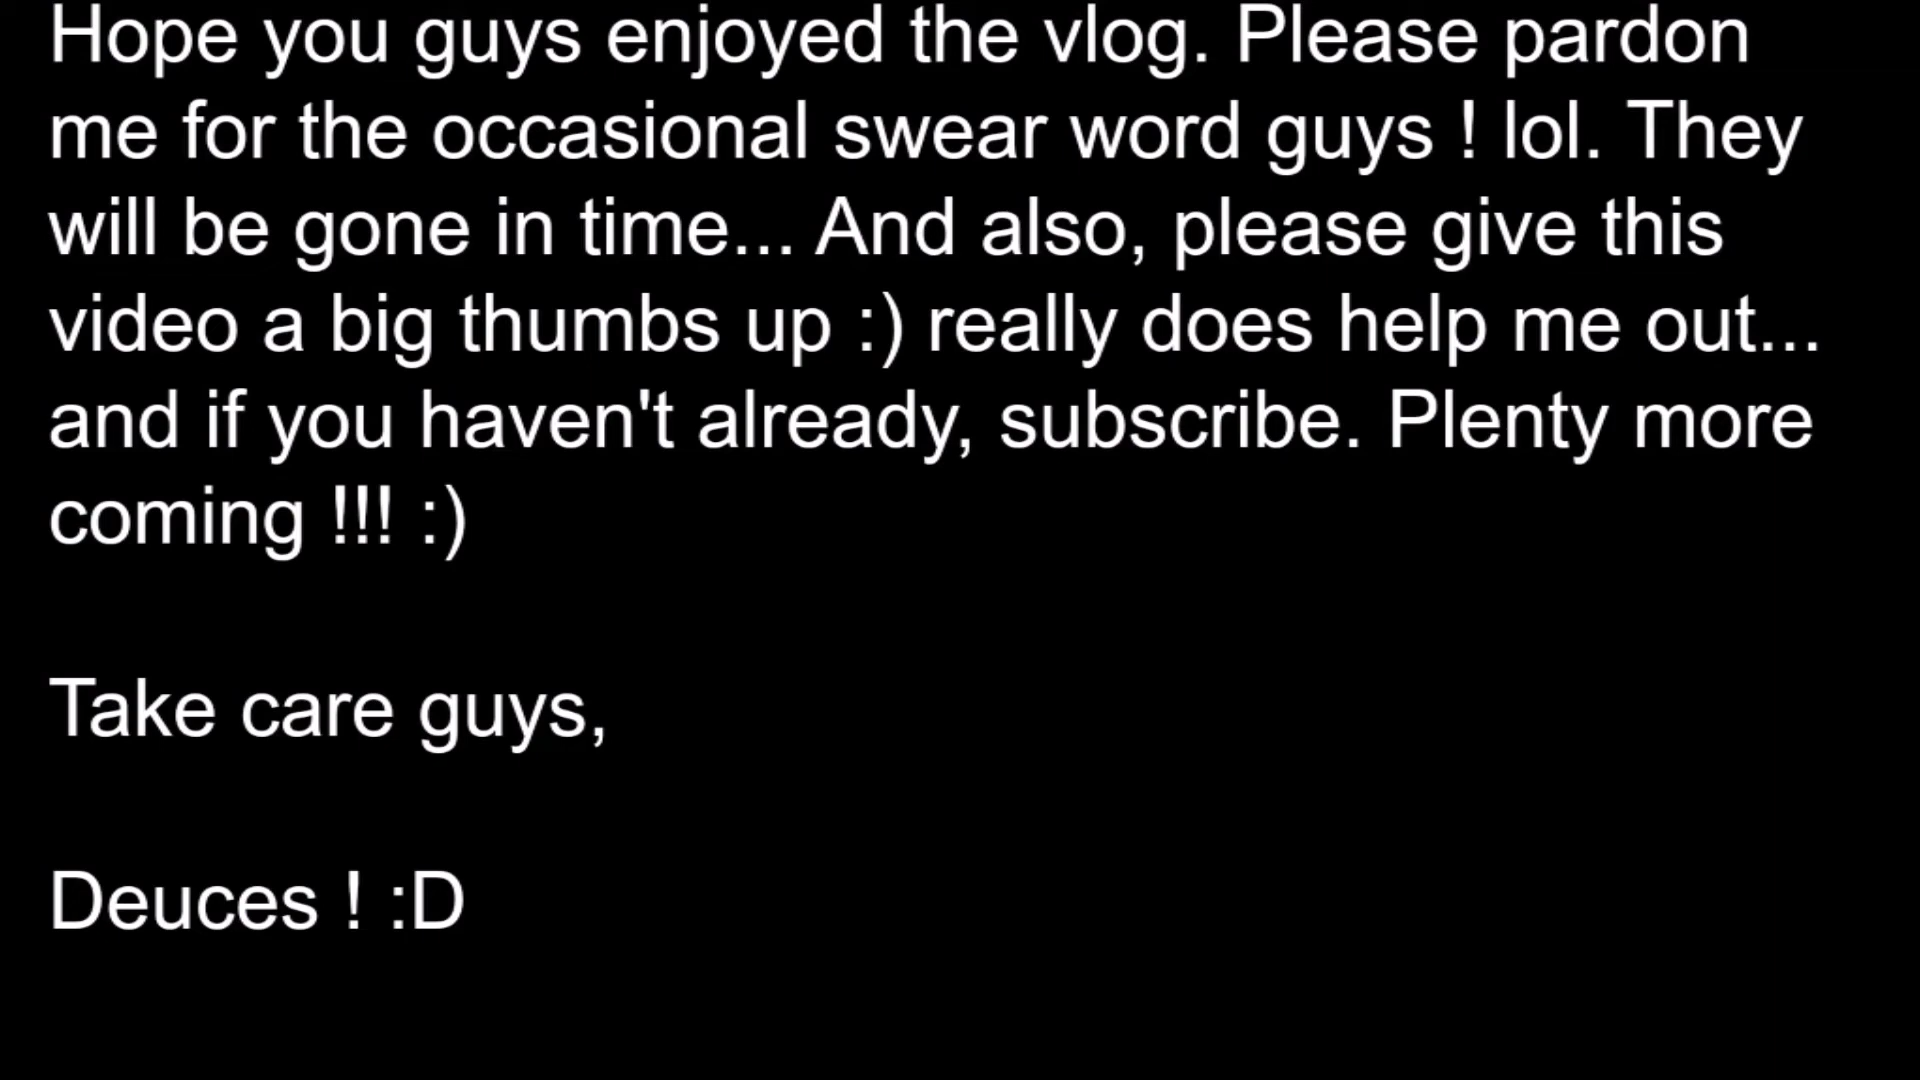 Hope you guys enjoyed the vlog. Please pardon
me for the occasional swear word guys ! lol. They
will be gone in time... And also, please give this
video a big thumbs up :) really does help me out...
and if you haven't already, subscribe. Plenty more
coming !!! :)
Take care guys,
Deuces ! :D